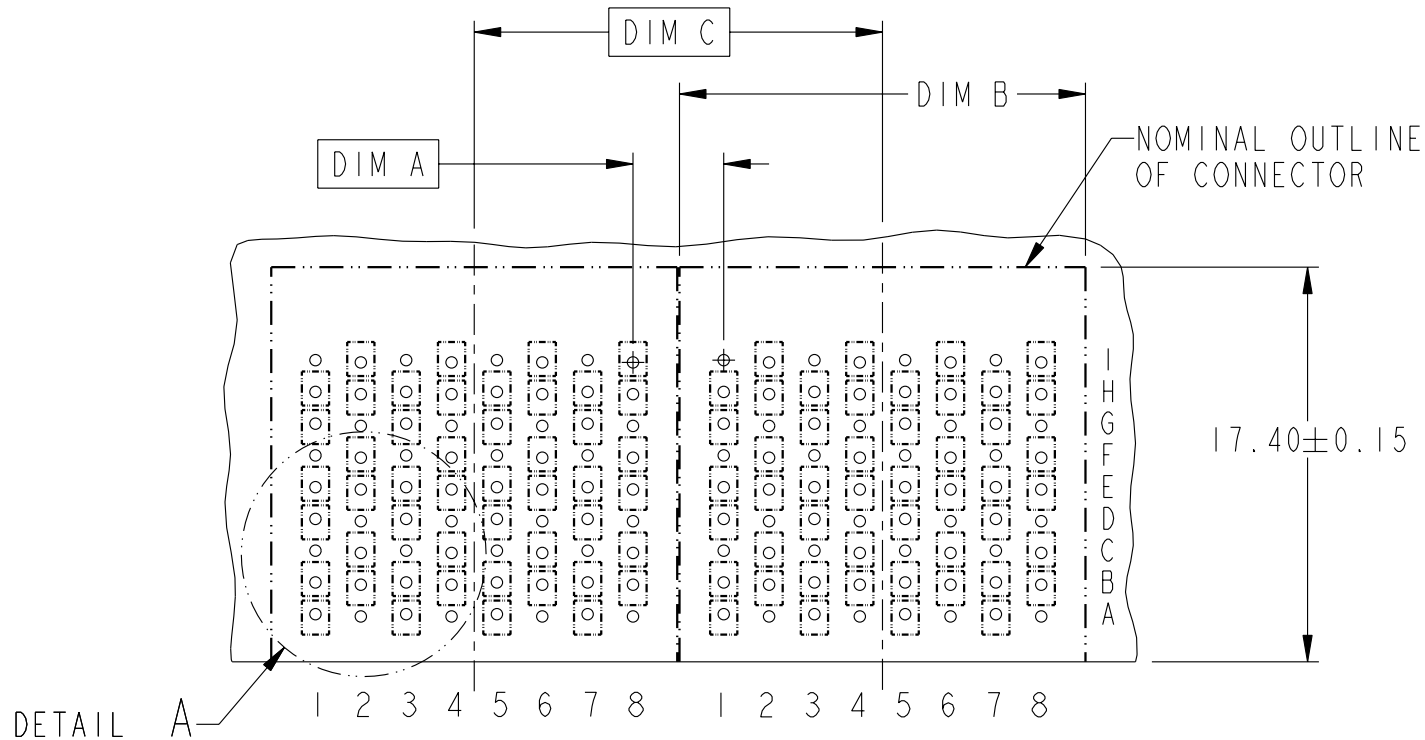 DIM C
DIM B
DIM A
NOMINAL OUTLINE
OF CONNECTOR
I
H
G
F
E
D
C
B
A
17.40±0.15
1 2 3 4 5 6 7 8 1 2 3 4 5 6 7 8
DETAIL A